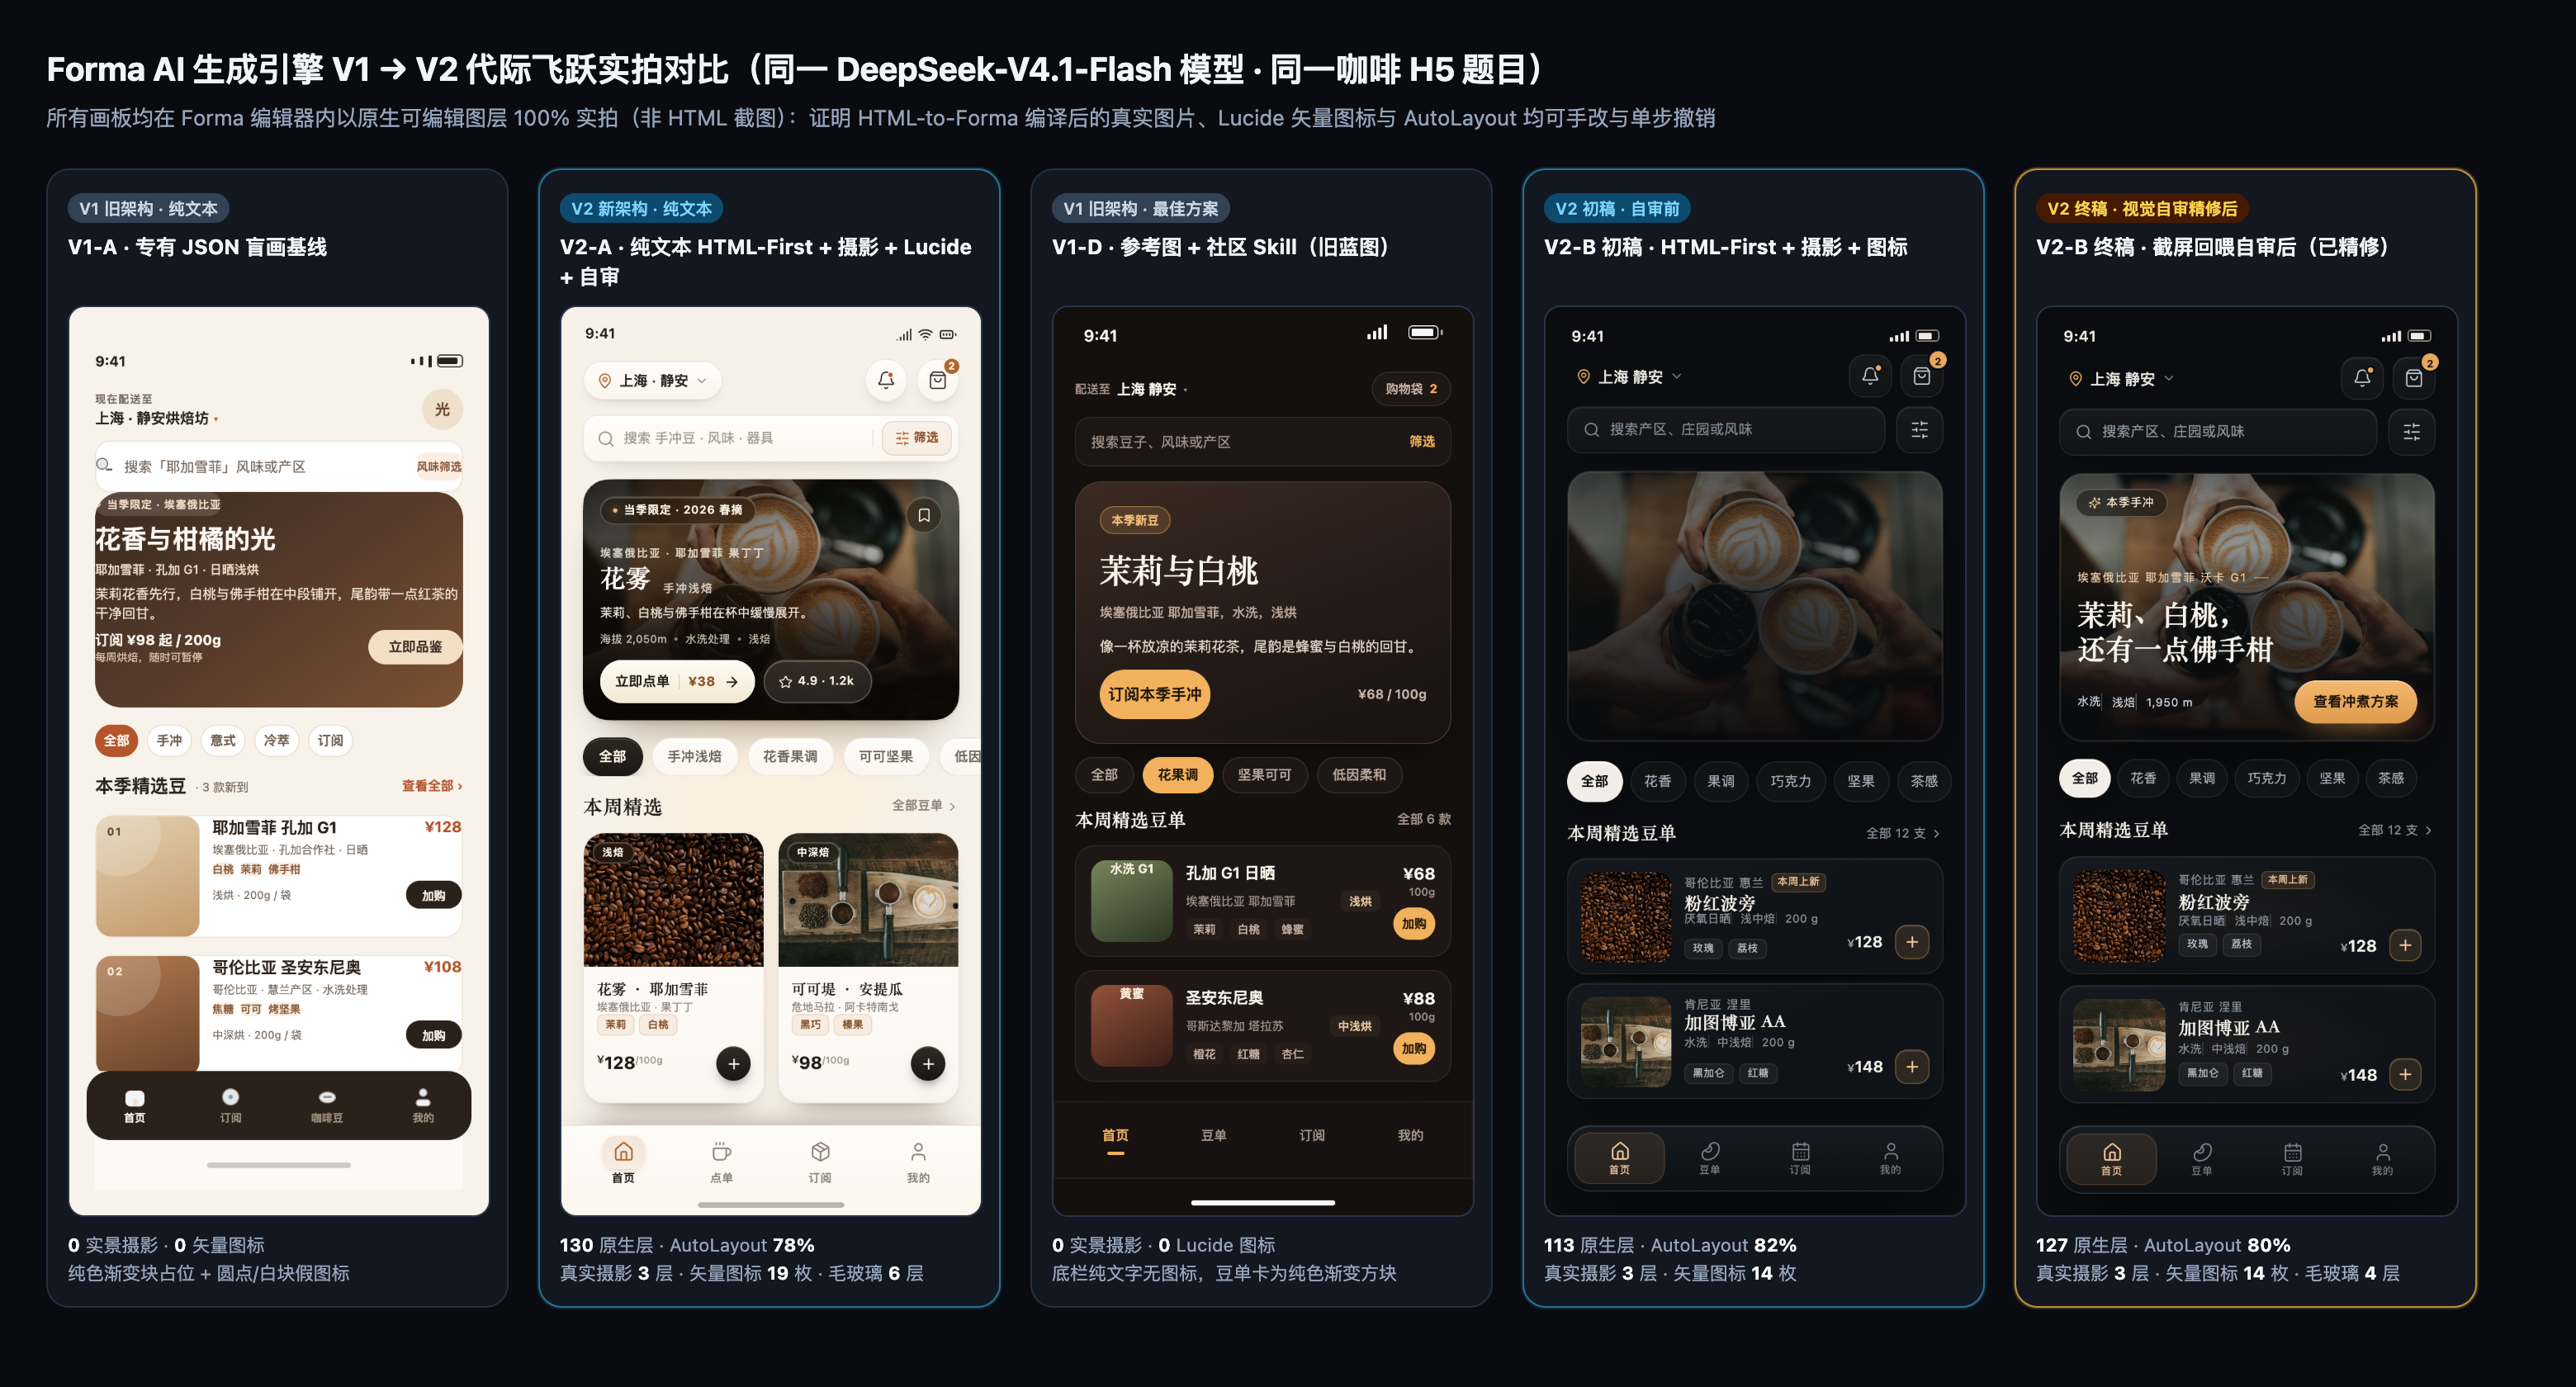 Forma AI 生成引擎 V1 → V2 代际飞跃实拍对比（同一 DeepSeek-V4.1-Flash 模型 · 同一咖啡 H5 题目）
所有画板均在 Forma 编辑器内以原生可编辑图层 100% 实拍（非 HTML 截图）：证明 HTML-to-Forma 编译后的真实图片、Lucide 矢量图标与 AutoLayout 均可手改与单步撤销
V1 旧架构 · 纯文本
V1-A · 专有 JSON 盲画基线
9:41
现在配送至
上海 · 静安烘焙坊
光
搜索「耶加雪菲」风味或产区
风味筛选
当季限定 · 埃塞俄比亚
花香与柑橘的光
耶加雪菲 · 孔加 G1 · 日晒浅烘
茉莉花香先行，白桃与佛手柑在中段铺开，尾韵带一点红茶的
干净回甘。
订阅 ¥98 起 / 200g
每周烘焙，随时可暂停
立即品鉴
全部 手冲 意式 冷萃 订阅
本季精选豆 · 3 款新到 查看全部 ›
01
耶加雪菲 孔加 G1 ¥128
埃塞俄比亚 · 孔加合作社 · 日晒
白桃 茉莉 佛手柑
浅烘 · 200g / 袋 加购
02
哥伦比亚 圣安东尼奥 ¥108
哥伦比亚 · 慧兰产区 · 水洗处理
焦糖 可可 烤坚果
中深烘 · 200g / 袋 加购
首页 订阅 咖啡豆 我的
0 实景摄影 · 0 矢量图标
纯色渐变块占位 + 圆点/白块假图标
V2 新架构 · 纯文本
V2-A · 纯文本 HTML-First + 摄影 + Lucide
+ 自审
9:41
上海 · 静安
2
搜索 手冲豆 · 风味 · 器具
筛选
当季限定 · 2026 春摘
埃塞俄比亚 · 耶加雪菲 果丁丁
花雾 手冲浅焙
茉莉、白桃与佛手柑在杯中缓慢展开。
海拔 2,050m • 水洗处理 • 浅焙
立即点单 ¥38 → 4.9 · 1.2k
全部 手冲浅焙 花香果调 可可坚果 低因
本周精选 全部豆单 ›
浅焙
花雾 · 耶加雪菲
埃塞俄比亚 · 果丁丁
茉莉 白桃
¥128/100g
中深焙
可可堤 · 安提瓜
危地马拉 · 阿卡特南戈
黑巧 榛果
¥98/100g
首页 点单 订阅 我的
130 原生层 · AutoLayout 78%
真实摄影 3 层 · 矢量图标 19 枚 · 毛玻璃 6 层
V1 旧架构 · 最佳方案
V1-D · 参考图 + 社区 Skill（旧蓝图）
9:41
配送至 上海 静安
购物袋 2
搜索豆子、风味或产区
筛选
本季新豆
茉莉与白桃
埃塞俄比亚 耶加雪菲，水洗，浅烘
像一杯放凉的茉莉花茶，尾韵是蜂蜜与白桃的回甘。
订阅本季手冲 ¥68 / 100g
全部 花果调 坚果可可 低因柔和
本周精选豆单 全部 6 款
水洗 G1
孔加 G1 日晒 ¥68
100g
埃塞俄比亚 耶加雪菲 浅烘
茉莉 白桃 蜂蜜 加购
黄蜜
圣安东尼奥 ¥88
100g
哥斯达黎加 塔拉苏 中浅烘
橙花 红糖 杏仁 加购
首页 豆单 订阅 我的
0 实景摄影 · 0 Lucide 图标
底栏纯文字无图标，豆单卡为纯色渐变方块
V2 初稿 · 自审前
V2-B 初稿 · HTML-First + 摄影 + 图标
9:41
上海 静安
2
搜索产区、庄园或风味
全部 花香 果调 巧克力 坚果 茶感
本周精选豆单 全部 12 支 ›
哥伦比亚 惠兰 本周上新
粉红波旁
厌氧日晒 浅中焙 200 g
玫瑰 荔枝 ¥128
肯尼亚 涅里
加图博亚 AA
水洗 中浅焙 200 g
黑加仑 红糖 ¥148
首页 豆单 订阅 我的
113 原生层 · AutoLayout 82%
真实摄影 3 层 · 矢量图标 14 枚
V2 终稿 · 视觉自审精修后
V2-B 终稿 · 截屏回喂自审后（已精修）
9:41
上海 静安
2
搜索产区、庄园或风味
本季手冲
埃塞俄比亚 耶加雪菲 沃卡 G1 —
茉莉、白桃，
还有一点佛手柑
水洗 浅焙 1,950 m
查看冲煮方案
全部 花香 果调 巧克力 坚果 茶感
本周精选豆单 全部 12 支 ›
哥伦比亚 惠兰 本周上新
粉红波旁
厌氧日晒 浅中焙 200 g
玫瑰 荔枝 ¥128
肯尼亚 涅里
加图博亚 AA
水洗 中浅焙 200 g
黑加仑 红糖 ¥148
首页 豆单 订阅 我的
127 原生层 · AutoLayout 80%
真实摄影 3 层 · 矢量图标 14 枚 · 毛玻璃 4 层